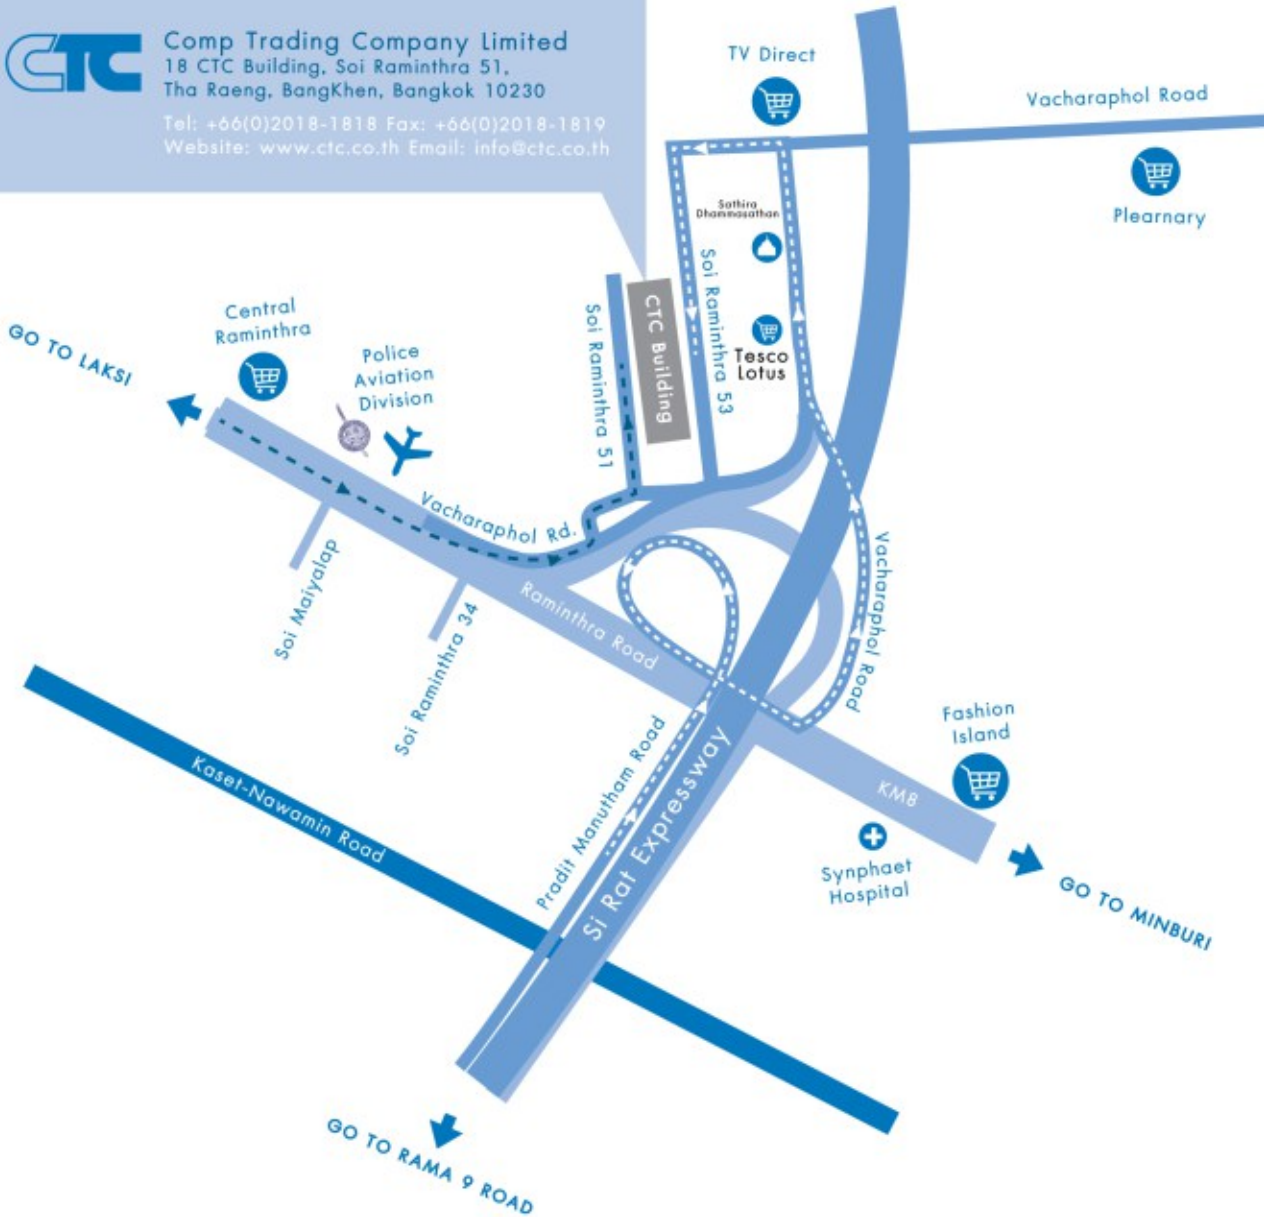 CTC
Comp Trading Company Limited
18 CTC Building, Soi Raminthra 51,
Tha Raeng, BangKhen, Bangkok 10230
Tel: +66(0)2018-1818 Fax: +66(0)2018-1819
Website: www.ctc.co.th Email: info@ctc.co.th
TV Direct
Vacharaphol Road
Plearnary
Sathira
Dhammasathan
Soi Raminthra 53
CTC Building
Soi Raminthra 51
Tesco
Lotus
Central
Raminthra
GO TO LAKSI
Police
Aviation
Division
Vacharaphol Rd.
Soi Maiyalap
Soi Raminthra 34
Raminthra Road
Vacharaphol Road
Fashion
Island
KM8
Synphaet
Hospital
GO TO MINBURI
Pradit Manutham Road
Si Rat Expressway
Kaset-Nawamin Road
GO TO RAMA 9 ROAD